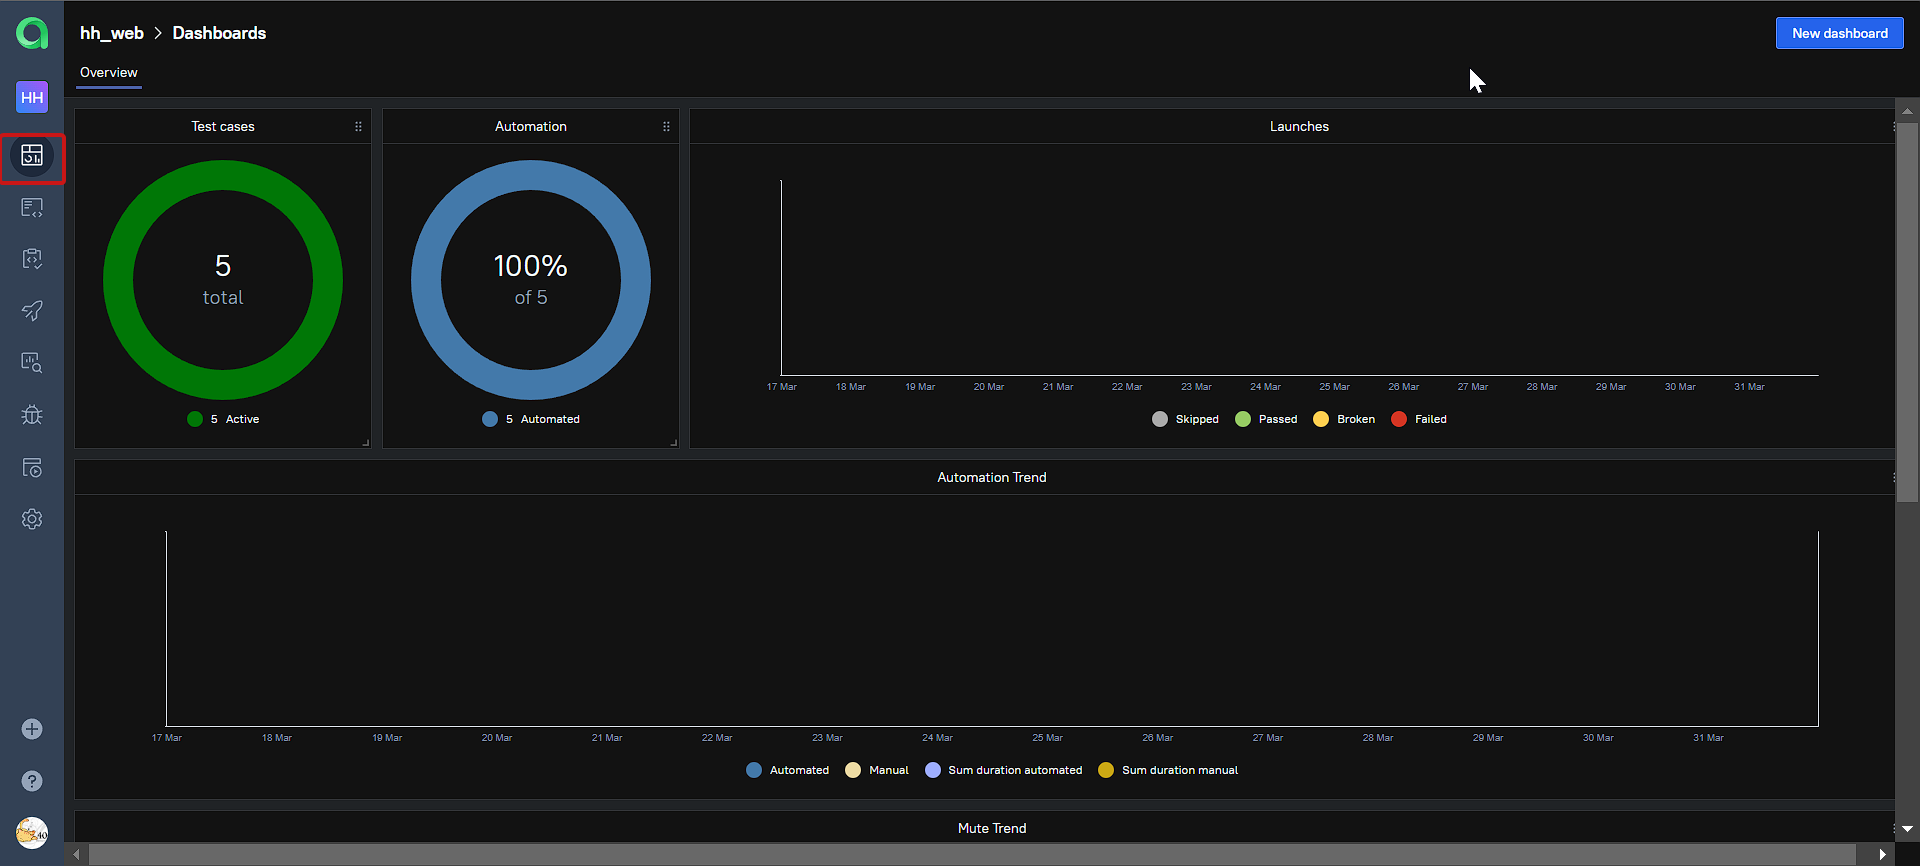 hh_web > Dashboards
New dashboard
Overview
HH
Test cases
Automation
Launches
5
total
100%
of 5
17 Mar 18 Mar 19 Mar 20 Mar 21 Mar 22 Mar 23 Mar 24 Mar 25 Mar 26 Mar 27 Mar 28 Mar 29 Mar 30 Mar 31 Mar
5 Active
5 Automated
Skipped Passed Broken Failed
Automation Trend
17 Mar 18 Mar 19 Mar 20 Mar 21 Mar 22 Mar 23 Mar 24 Mar 25 Mar 26 Mar 27 Mar 28 Mar 29 Mar 30 Mar 31 Mar
Automated Manual Sum duration automated Sum duration manual
Mute Trend
?
40